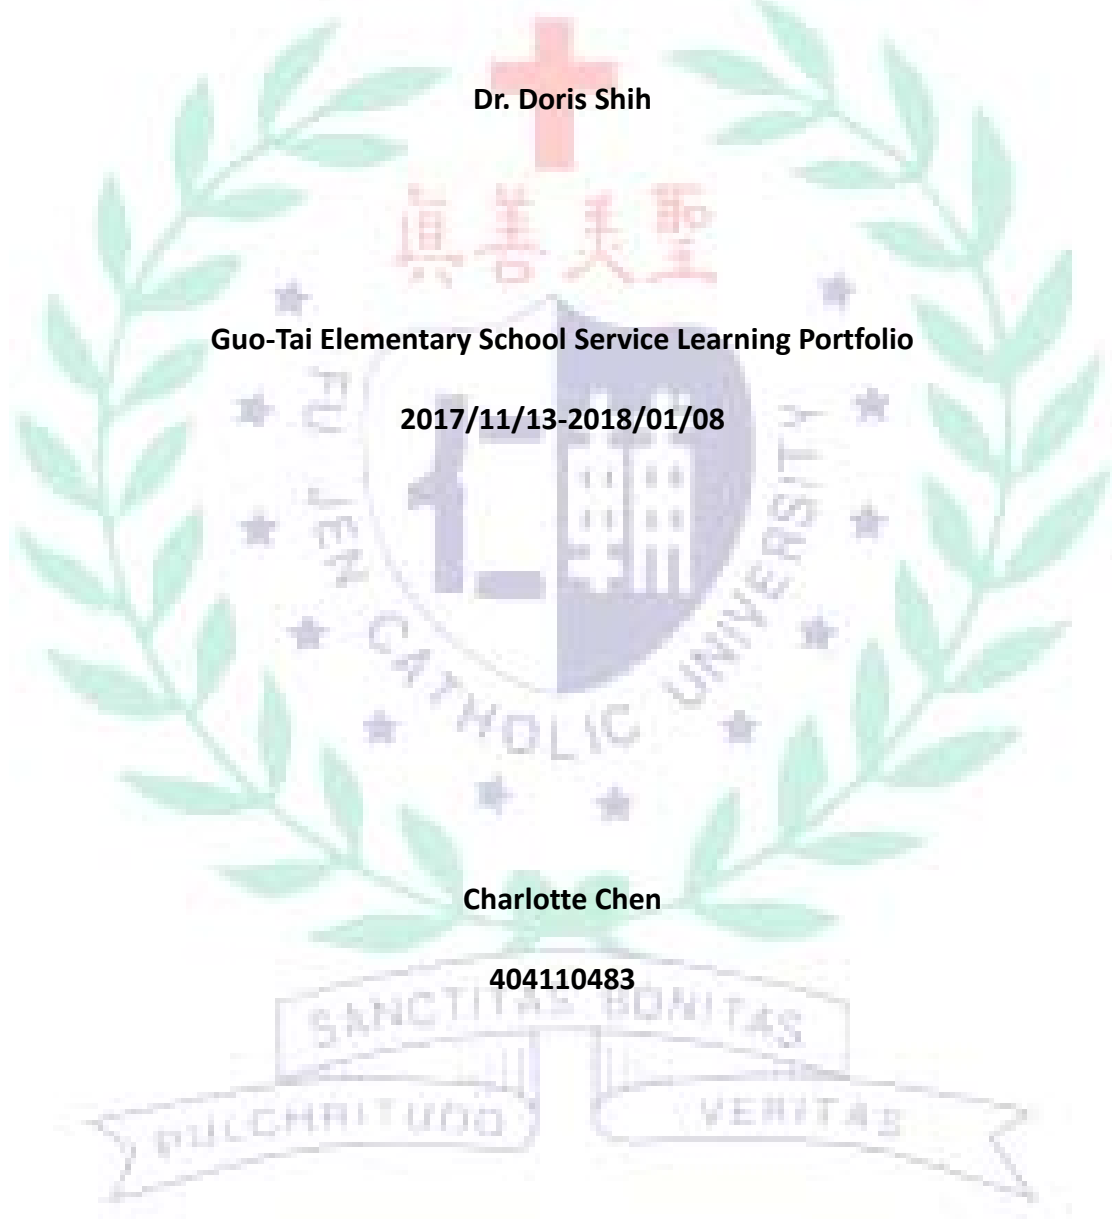 Dr. Doris Shih
真善美聖
Guo-Tai Elementary School Service Learning Portfolio
2017/11/13-2018/01/08
FU JEN CATHOLIC UNIVERSITY
Charlotte Chen
404110483
SANCTITAS BONITAS
PULCHRITUDO VERITAS